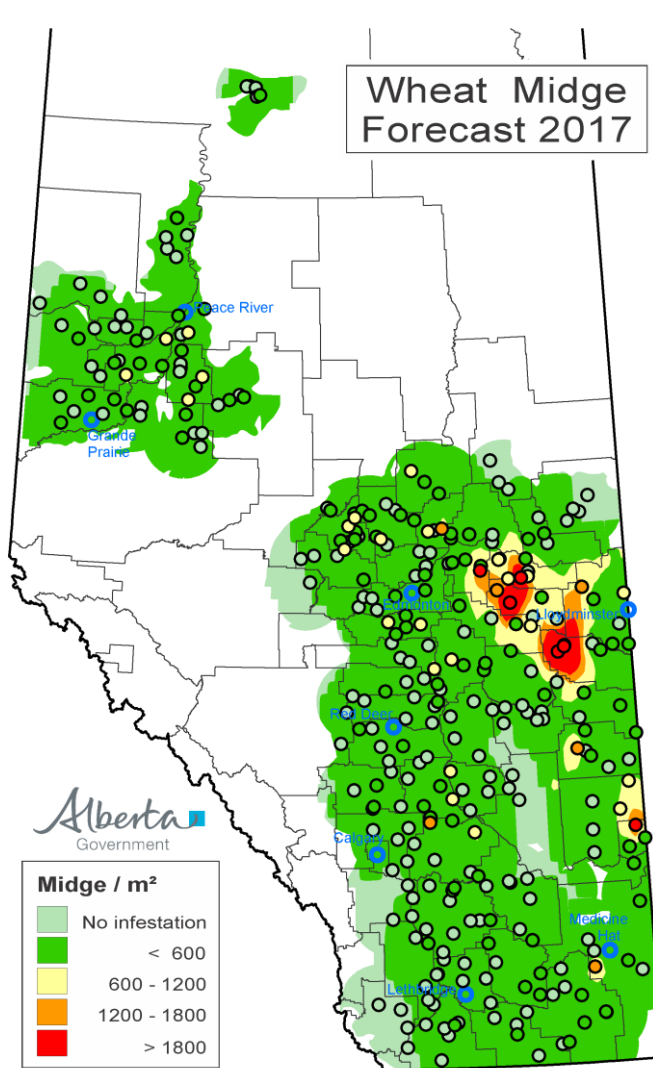 Wheat Midge
Forecast 2017
Peace River
Grande
Prairie
Edmonton
Lloydminster
Red Deer
Calgary
Medicine
Hat
Lethbridge
Alberta
Government
Midge / m²
No infestation
< 600
600 - 1200
1200 - 1800
> 1800